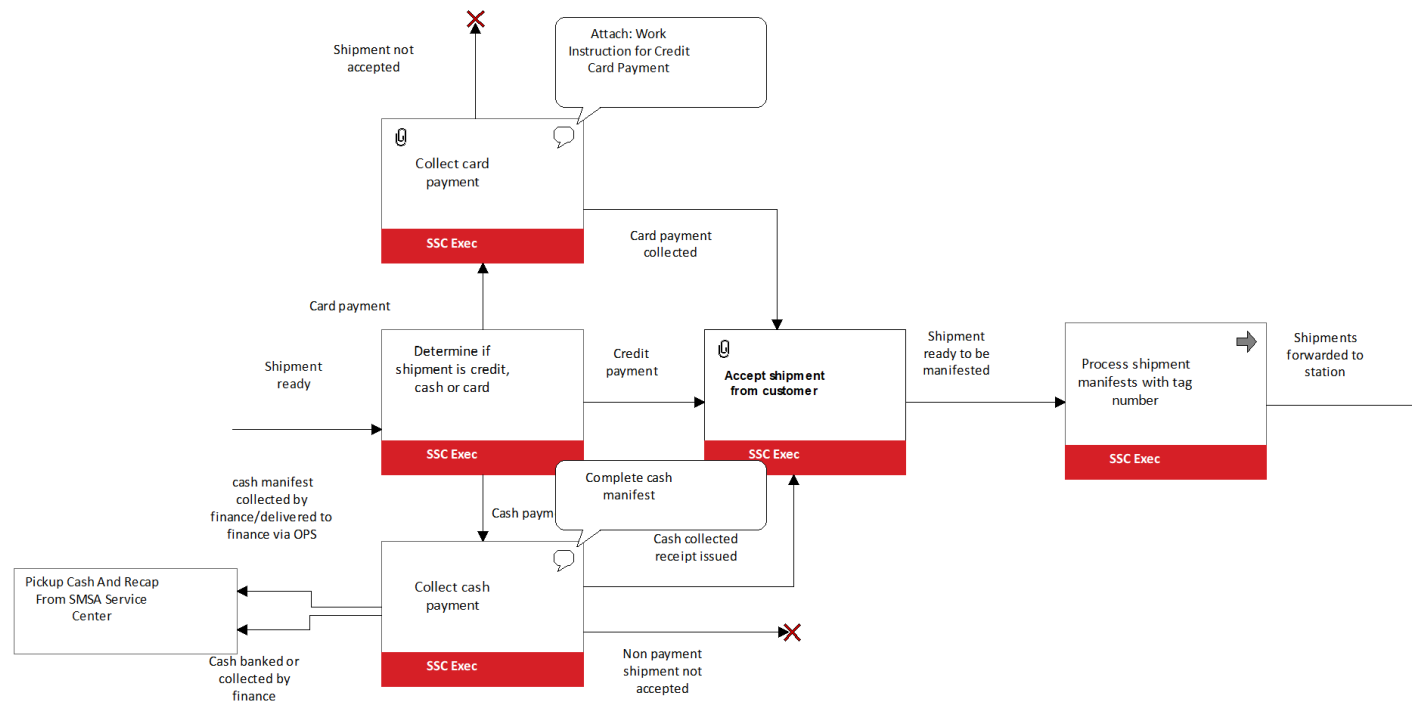 Shipment not
accepted
Attach: Work
Instruction for Credit
Card Payment
Collect card
payment
SSC Exec
Card payment
collected
Card payment
Shipment
ready
Determine if
shipment is credit,
cash or card
SSC Exec
Credit
payment
Accept shipment
from customer
SSC Exec
Shipment
ready to be
manifested
Process shipment
manifests with tag
number
SSC Exec
Shipments
forwarded to
station
cash manifest
collected by
finance/delivered to
finance via OPS
Cash paym
Complete cash
manifest
Cash collected
receipt issued
Pickup Cash And Recap
From SMSA Service
Center
Collect cash
payment
SSC Exec
Cash banked or
collected by
finance
Non payment
shipment not
accepted